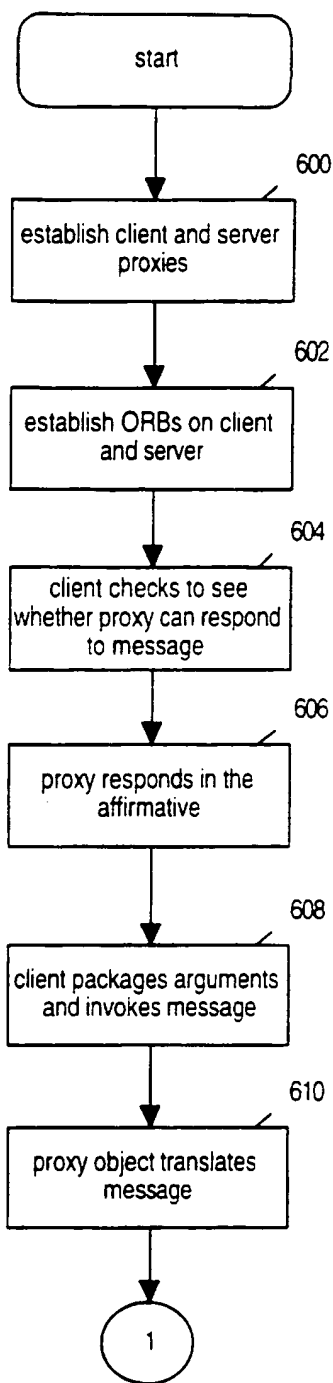 start
600
establish client and server
proxies
602
establish ORBs on client
and server
604
client checks to see
whether proxy can respond
to message
606
proxy responds in the
affirmative
608
client packages arguments
and invokes message
610
proxy object translates
message
1